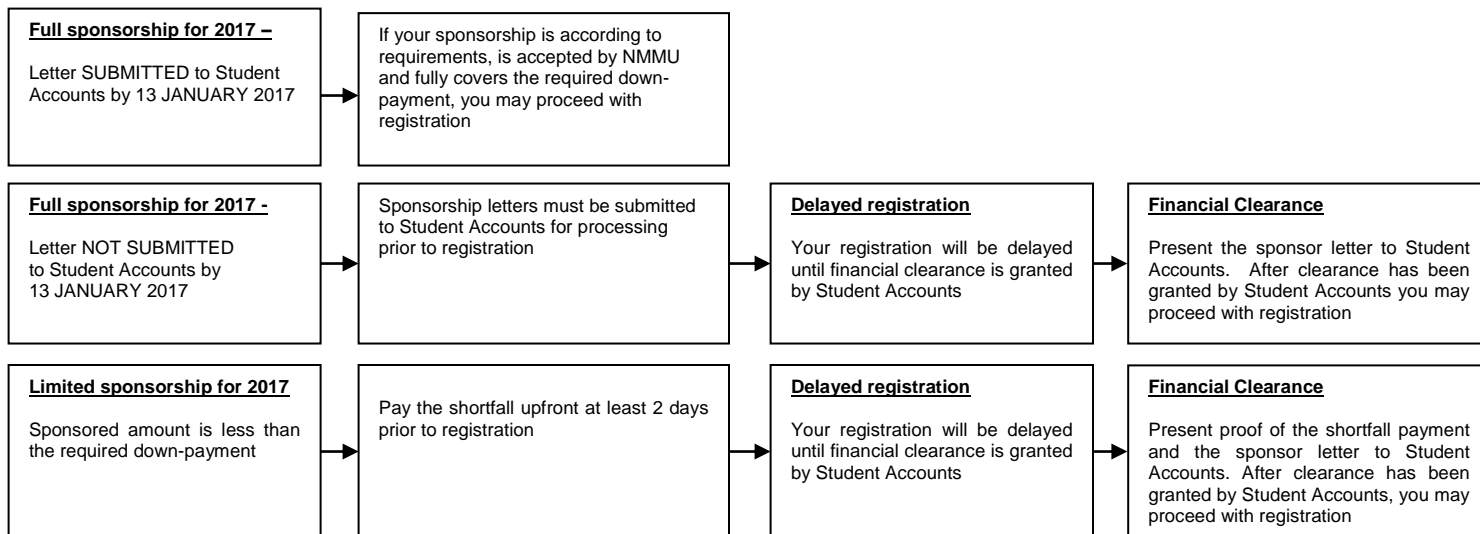 Full sponsorship for 2017 –
Letter SUBMITTED to Student
Accounts by 13 JANUARY 2017
If your sponsorship is according to
requirements, is accepted by NMMU
and fully covers the required down-
payment, you may proceed with
registration
Full sponsorship for 2017 -
Letter NOT SUBMITTED
to Student Accounts by
13 JANUARY 2017
Sponsorship letters must be submitted
to Student Accounts for processing
prior to registration
Delayed registration
Your registration will be delayed
until financial clearance is granted
by Student Accounts
Financial Clearance
Present the sponsor letter to Student
Accounts. After clearance has been
granted by Student Accounts you may
proceed with registration
Limited sponsorship for 2017
Sponsored amount is less than
the required down-payment
Pay the shortfall upfront at least 2 days
prior to registration
Delayed registration
Your registration will be delayed
until financial clearance is granted
by Student Accounts
Financial Clearance
Present proof of the shortfall payment
and the sponsor letter to Student
Accounts. After clearance has been
granted by Student Accounts, you may
proceed with registration